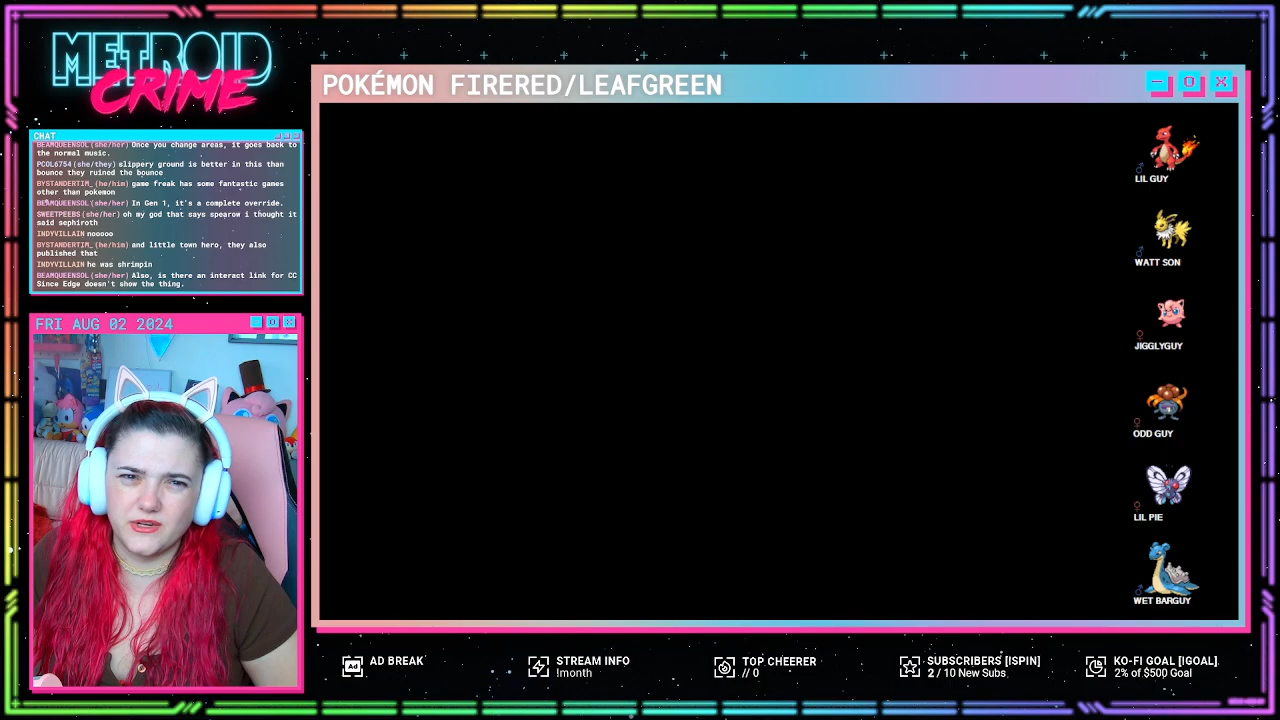 METROID
CRIME
POKÉMON FIRERED/LEAFGREEN
CHAT
BEAMQUEENSOL(she/her) Once you change areas, it goes back to
the normal music.
PCOL6754(she/they) slippery ground is better in this than
bounce they ruined the bounce
BYSTANDERTIM_(he/him) game freak has some fantastic games
other than pokemon
BEAMQUEENSOL(she/her) In Gen 1, it's a complete override.
SWEETPEEBS(she/her) oh my god that says spearow i thought it
said sephiroth
INDYVILLAIN nooooo
BYSTANDERTIM_(he/him) and little town hero, they also
published that
INDYVILLAIN he was shrimpin
BEAMQUEENSOL(she/her) Also, is there an interact link for CC
Since Edge doesn't show the thing.
FRI AUG 02 2024
LIL GUY
WATT SON
JIGGLYGUY
ODD GUY
LIL PIE
WET BARGUY
Ad
AD BREAK
STREAM INFO
!month
TOP CHEERER
// 0
SUBSCRIBERS [!SPIN]
2 / 10 New Subs
KO-FI GOAL [!GOAL]
2% of $500 Goal